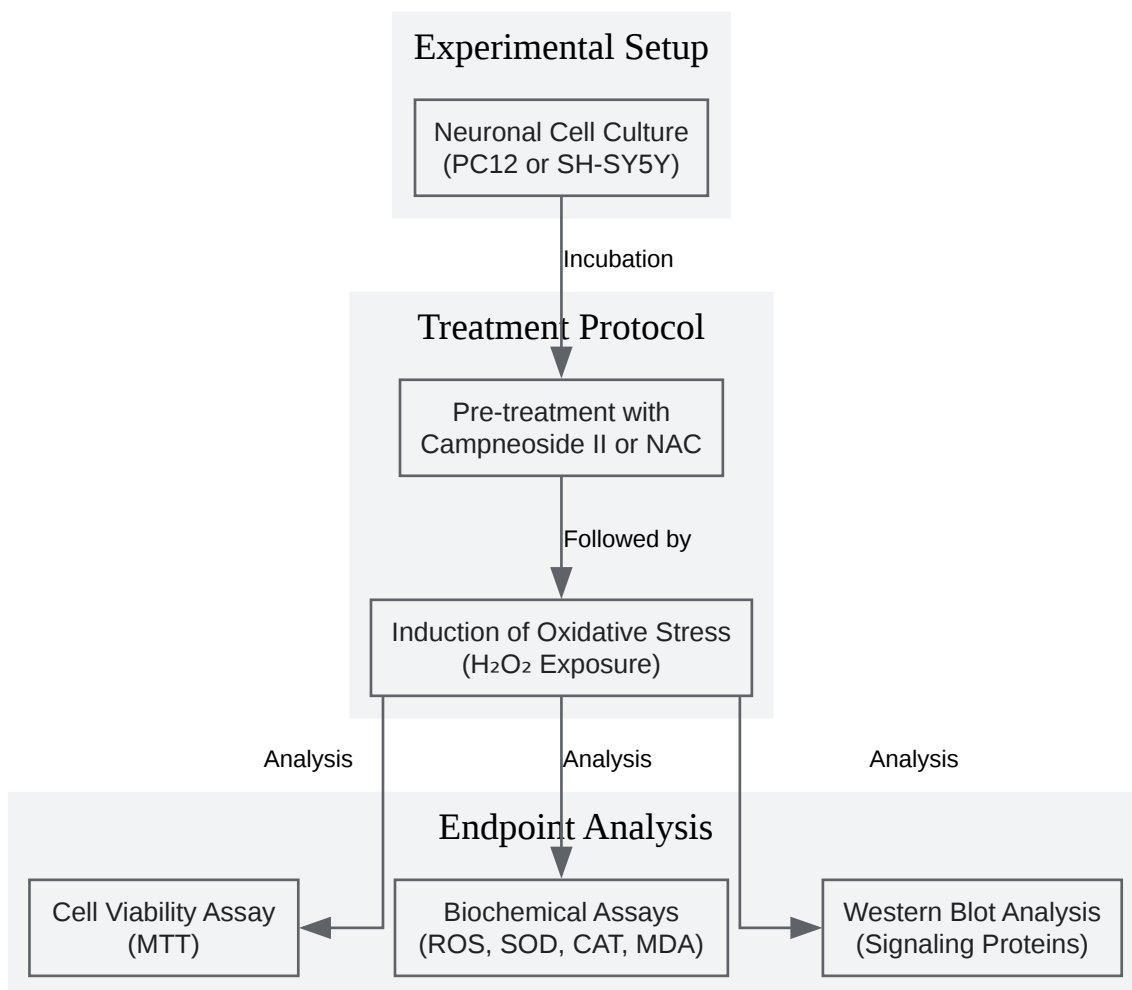 Experimental Setup
Neuronal Cell Culture
(PC12 or SH-SY5Y)
Incubation
Treatment Protocol
Pre-treatment with
Campneoside II or NAC
Followed by
Induction of Oxidative Stress
(H₂O₂ Exposure)
Analysis
Analysis
Analysis
Endpoint Analysis
Cell Viability Assay
(MTT)
Biochemical Assays
(ROS, SOD, CAT, MDA)
Western Blot Analysis
(Signaling Proteins)